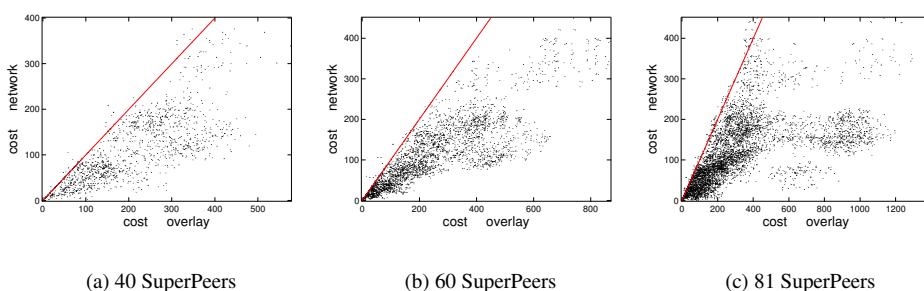 400
300
200
100
0
cost network
0 100 200 300 400 500
cost overlay
(a) 40 SuperPeers
400
300
200
100
0
cost network
0 200 400 600 800
cost overlay
(b) 60 SuperPeers
400
300
200
100
0
cost network
0 200 400 600 800 1000 1200
cost overlay
(c) 81 SuperPeers